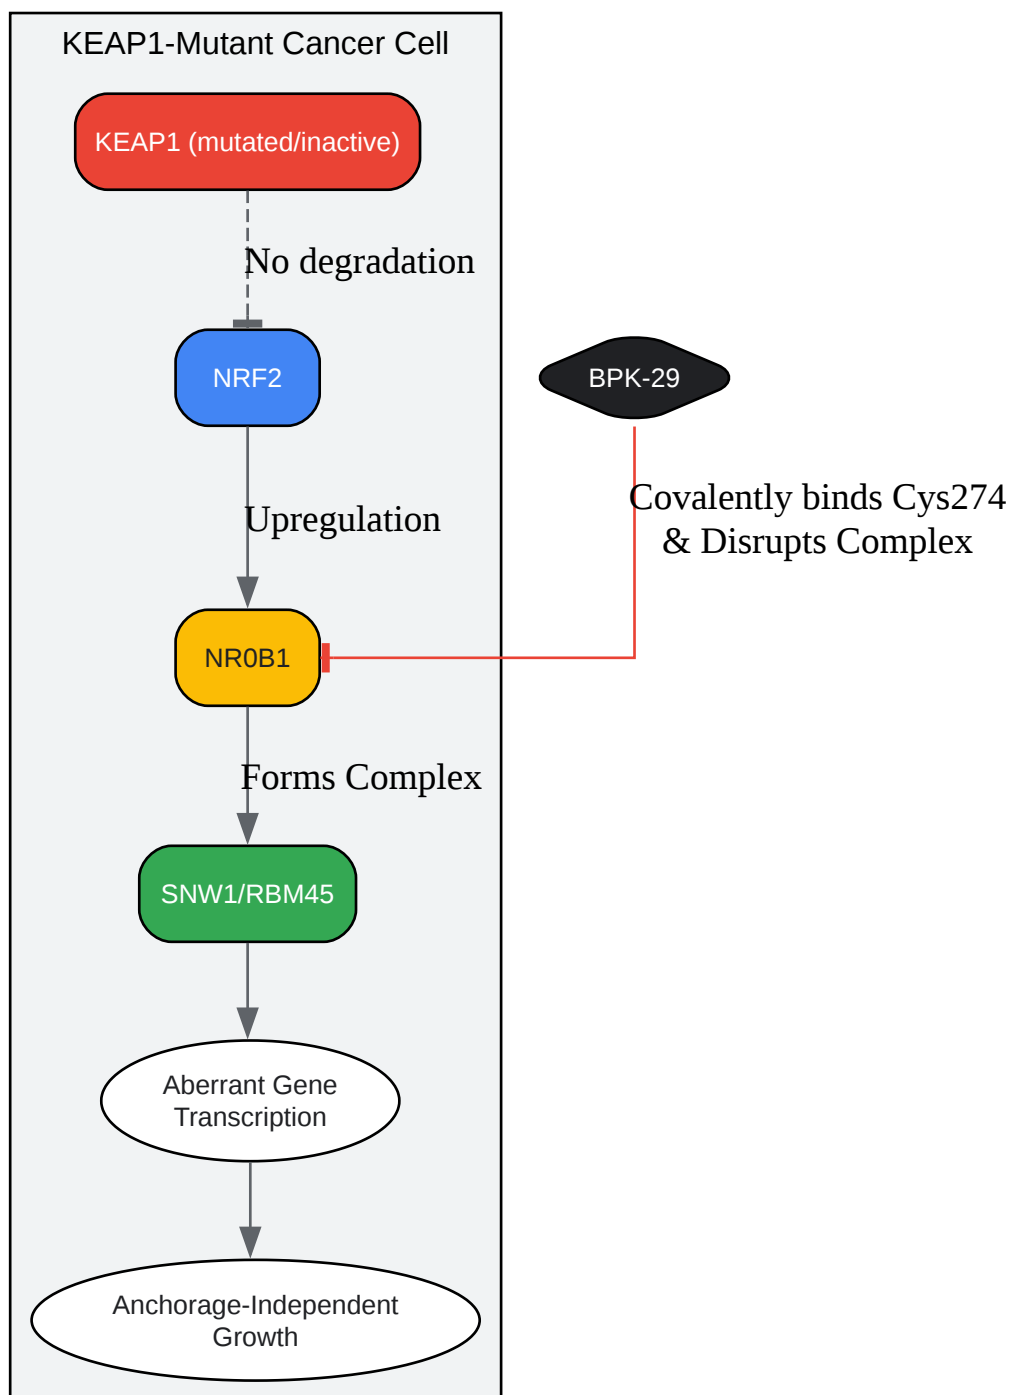 KEAP1-Mutant Cancer Cell
KEAP1 (mutated/inactive)
No degradation
NRF2
BPK-29
Covalently binds Cys274
& Disrupts Complex
Upregulation
NR0B1
Forms Complex
SNW1/RBM45
Aberrant Gene
Transcription
Anchorage-Independent
Growth